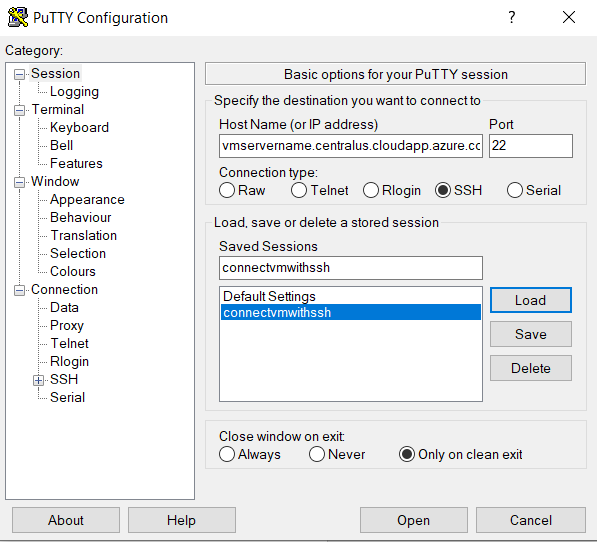 PuTTY Configuration
Category:
Session
Logging
Terminal
Keyboard
Bell
Features
Window
Appearance
Behaviour
Translation
Selection
Colours
Connection
Data
Proxy
Telnet
Rlogin
SSH
Serial
Basic options for your PuTTY session
Specify the destination you want to connect to
Host Name (or IP address) Port
vmservername.centralus.cloudapp.azure.cc 22
Connection type:
Raw Telnet Rlogin SSH Serial
Load, save or delete a stored session
Saved Sessions
connectvmwithssh
Default Settings
connectvmwithssh
Load
Save
Delete
Close window on exit:
Always Never Only on clean exit
About Help Open Cancel